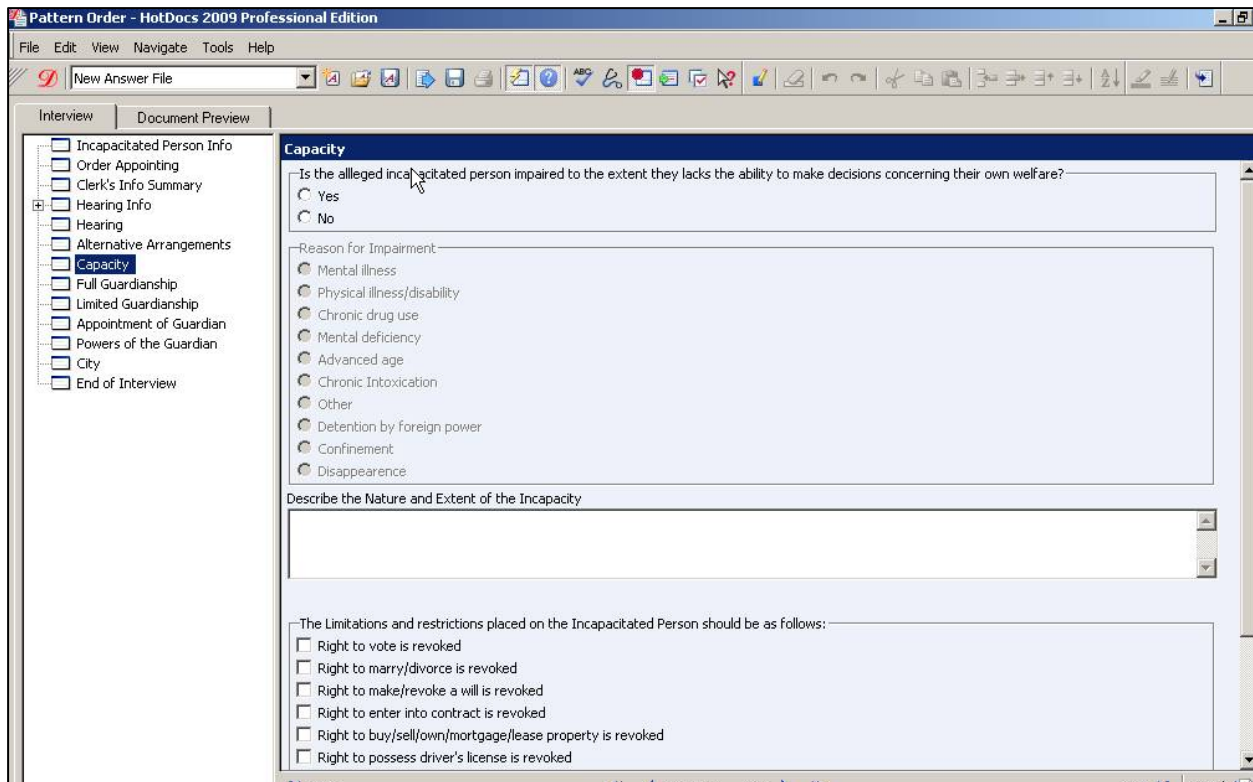 Pattern Order - HotDocs 2009 Professional Edition
File Edit View Navigate Tools Help
New Answer File
ABC
Interview Document Preview
Incapacitated Person Info
Order Appointing
Clerk's Info Summary
Hearing Info
Hearing
Alternative Arrangements
Capacity
Full Guardianship
Limited Guardianship
Appointment of Guardian
Powers of the Guardian
City
End of Interview
Capacity
Is the allleged incapacitated person impaired to the extent they lacks the ability to make decisions concerning their own welfare?
Yes
No
Reason for Impairment
Mental illness
Physical illness/disability
Chronic drug use
Mental deficiency
Advanced age
Chronic Intoxication
Other
Detention by foreign power
Confinement
Disappearence
Describe the Nature and Extent of the Incapacity
The Limitations and restrictions placed on the Incapacitated Person should be as follows:
Right to vote is revoked
Right to marry/divorce is revoked
Right to make/revoke a will is revoked
Right to enter into contract is revoked
Right to buy/sell/own/mortgage/lease property is revoked
Right to possess driver's license is revoked